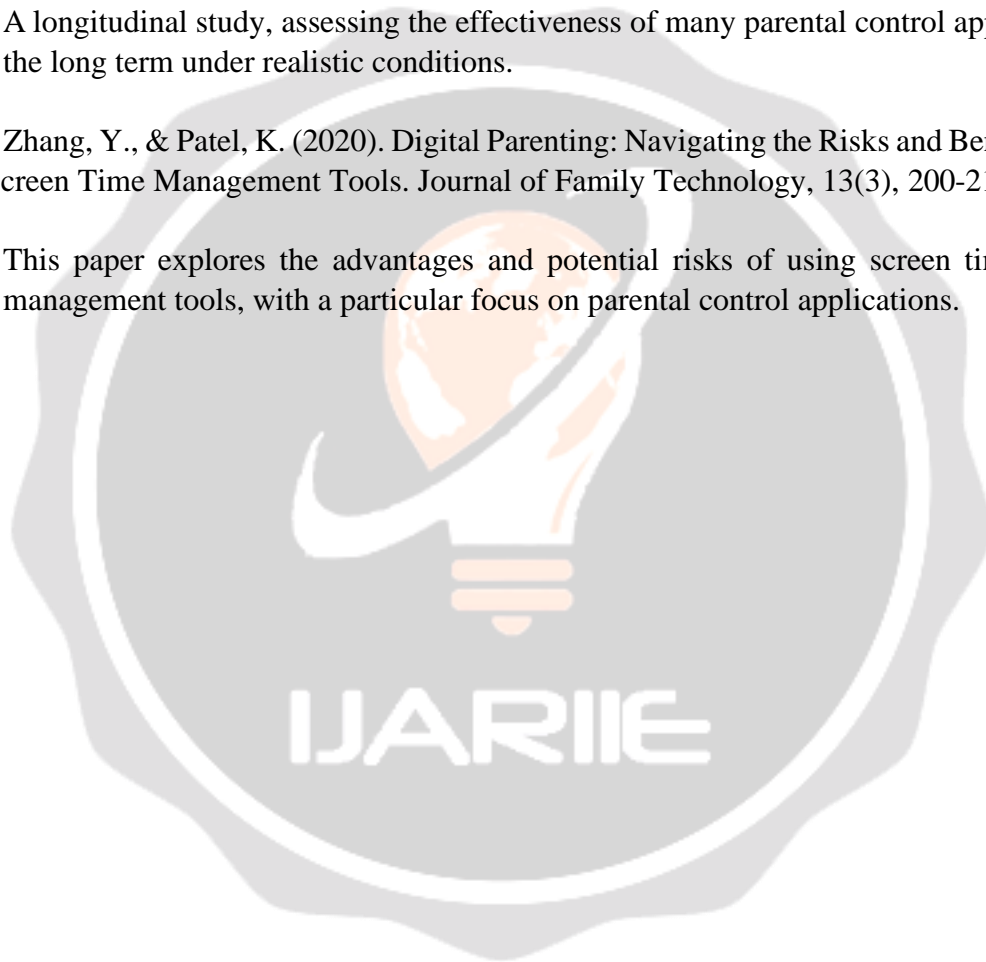 A longitudinal study, assessing the effectiveness of many parental control
the long term under realistic conditions.
Zhang, Y., & Patel, K. (2020). Digital Parenting: Navigating the Risks and
creen Time Management Tools. Journal of Family Technology, 13(3),
This paper explores the advantages and potential risks of using screen
management tools, with a particular focus on parental control applications.
IJARIIE